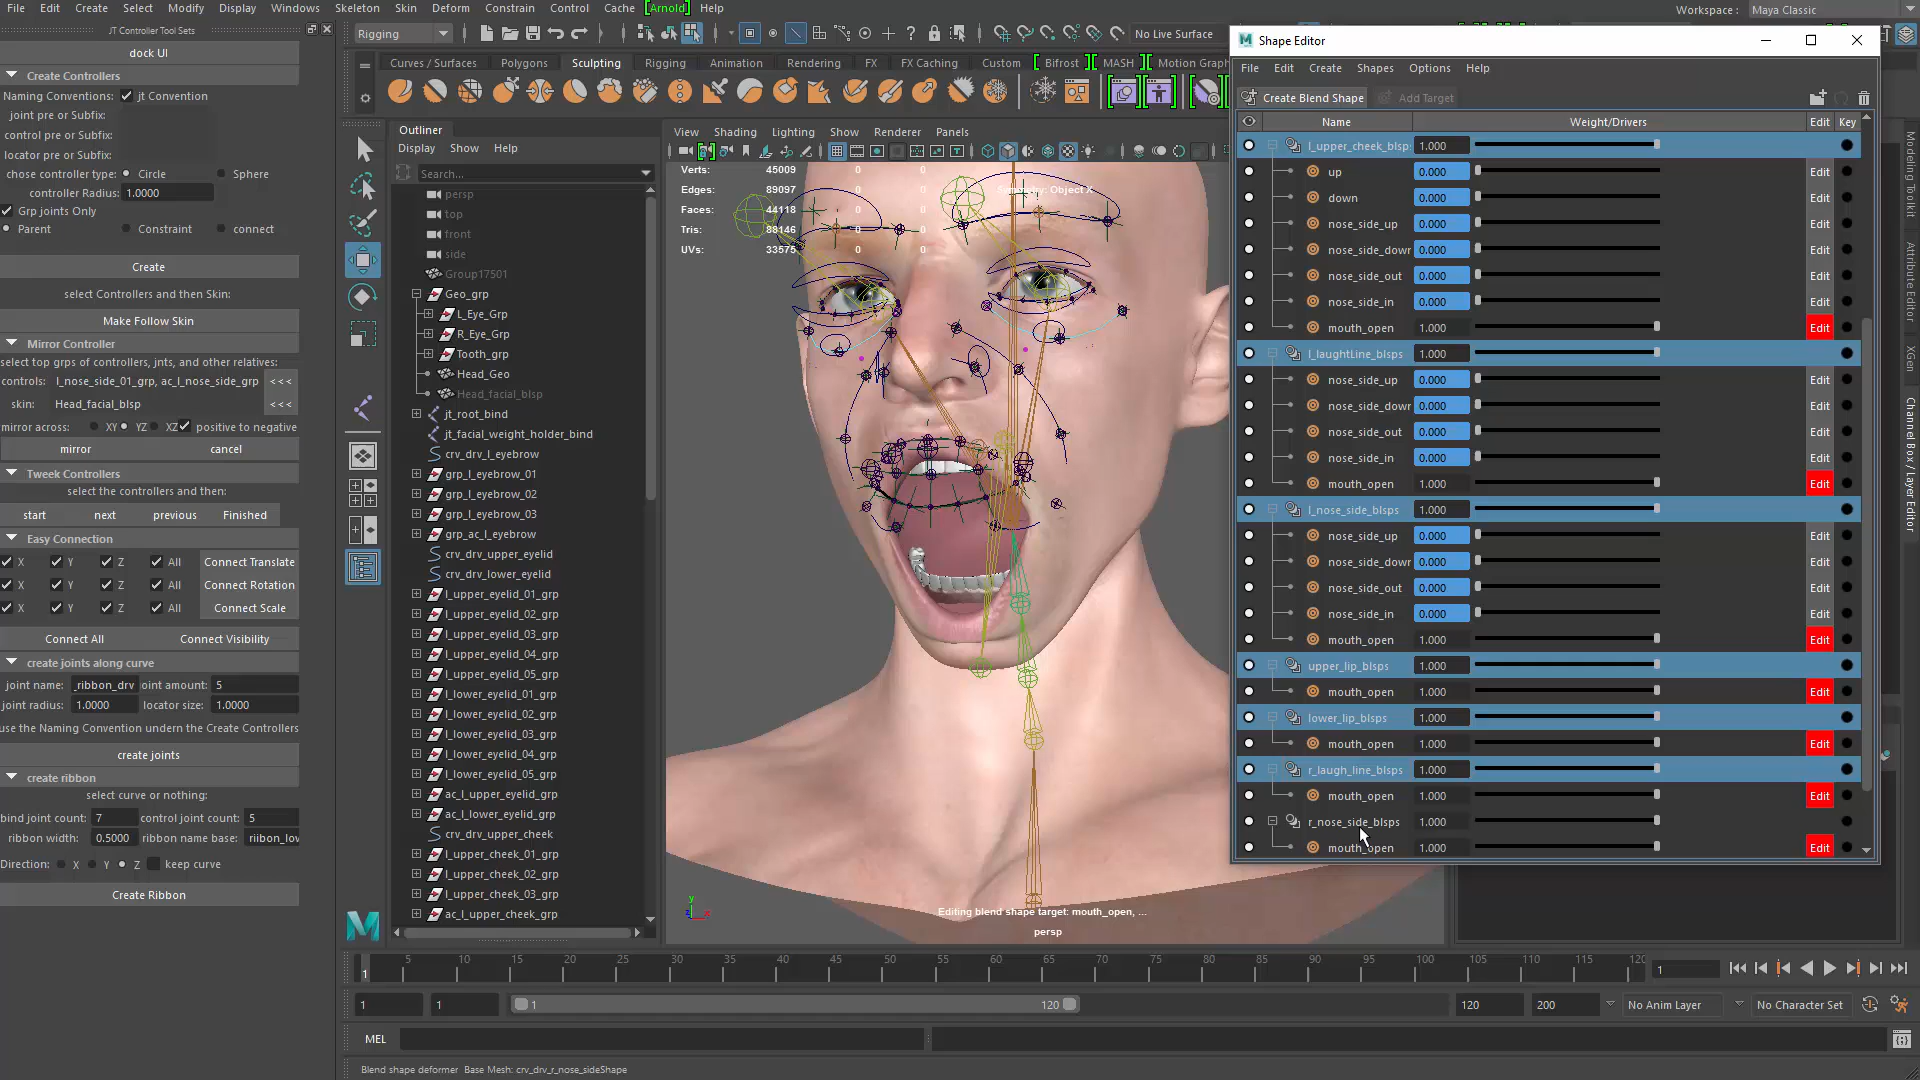 File Edit Create Select Modify Display Windows Skeleton Skin Deform Constrain Control Cache [Arnold] Help
Workspace : Maya Classic
JT Controller Tool Sets
dock UI
Create Controllers
Naming Conventions: jt Convention
joint pre or Subfix:
control pre or Subfix:
locator pre or Subfix:
chose controller type: Circle Sphere
controller Radius: 1.0000
Grp joints Only
Parent Constraint connect
Create
select Controllers and then Skin:
Make Follow Skin
Mirror Controller
select top grps of controllers, jnts, and other relatives:
controls: l_nose_side_01_grp, ac_l_nose_side_grp <<<
skin: Head_facial_blsp <<<
mirror across: XY YZ XZ positive to negative
mirror cancel
Tweek Controllers
select the controllers and then:
start next previous Finished
Easy Connection
X Y Z All Connect Translate
X Y Z All Connect Rotation
X Y Z All Connect Scale
Connect All Connect Visibility
create joints along curve
joint name: _ribbon_drv oint amount: 5
joint radius: 1.0000 locator size: 1.0000
use the Naming Convention undern the Create Controllers
create joints
create ribbon
select curve or nothing:
bind joint count: 7 control joint count: 5
ribbon width: 0.5000 ribbon name base: riibon_lov
Direction: X Y Z keep curve
Create Ribbon
Rigging
No Live Surface
Curves / Surfaces Polygons Sculpting Rigging Animation Rendering FX FX Caching Custom Bifrost MASH Motion Graph
Outliner
Display Show Help
Search...
persp
top
front
side
Group17501
Geo_grp
L_Eye_Grp
R_Eye_Grp
Tooth_grp
Head_Geo
Head_facial_blsp
jt_root_bind
jt_facial_weight_holder_bind
crv_drv_l_eyebrow
grp_l_eyebrow_01
grp_l_eyebrow_02
grp_l_eyebrow_03
grp_ac_l_eyebrow
crv_drv_upper_eyelid
crv_drv_lower_eyelid
l_upper_eyelid_01_grp
l_upper_eyelid_02_grp
l_upper_eyelid_03_grp
l_upper_eyelid_04_grp
l_upper_eyelid_05_grp
l_lower_eyelid_01_grp
l_lower_eyelid_02_grp
l_lower_eyelid_03_grp
l_lower_eyelid_04_grp
l_lower_eyelid_05_grp
ac_l_upper_eyelid_grp
ac_l_lower_eyelid_grp
crv_drv_upper_cheek
l_upper_cheek_01_grp
l_upper_cheek_02_grp
l_upper_cheek_03_grp
ac_l_upper_cheek_grp
View Shading Lighting Show Renderer Panels
Verts: 45009 0 0
Edges: 89097 0 0
Faces: 44118 0 0
Tris: 88146 0 0
UVs: 33575 0 0
Symmetry: Object X
Editing blend shape target: mouth_open, ...
persp
Shape Editor
File Edit Create Shapes Options Help
Create Blend Shape Add Target
Name Weight/Drivers Edit Key
l_upper_cheek_blsp: 1.000
up 0.000 Edit
down 0.000 Edit
nose_side_up 0.000 Edit
nose_side_down 0.000 Edit
nose_side_out 0.000 Edit
nose_side_in 0.000 Edit
mouth_open 1.000 Edit
l_laughtLine_blsps 1.000
nose_side_up 0.000 Edit
nose_side_down 0.000 Edit
nose_side_out 0.000 Edit
nose_side_in 0.000 Edit
mouth_open 1.000 Edit
l_nose_side_blsps 1.000
nose_side_up 0.000 Edit
nose_side_down 0.000 Edit
nose_side_out 0.000 Edit
nose_side_in 0.000 Edit
mouth_open 1.000 Edit
upper_lip_blsps 1.000
mouth_open 1.000 Edit
lower_lip_blsps 1.000
mouth_open 1.000 Edit
r_laugh_line_blsps 1.000
mouth_open 1.000 Edit
r_nose_side_blsps 1.000
mouth_open 1.000 Edit
Modeling Toolkit
Attribute Editor
XGen
Channel Box / Layer Editor
5 10 15 20 25 30 35 40 45 50 55 60 65 70 75 80 85 90 95 100 105 110 115 120
1
1
1 1 1 120 120 200 No Anim Layer No Character Set
MEL
Blend shape deformer Base Mesh: crv_drv_r_nose_sideShape